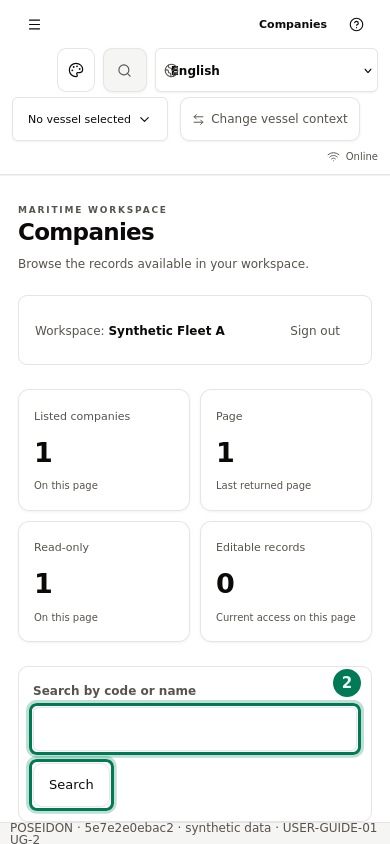 Companies
English
No vessel selected
Change vessel context
Online
MARITIME WORKSPACE
Companies
Browse the records available in your workspace.
Workspace: Synthetic Fleet A
Sign out
Listed companies
1
On this page
Page
1
Last returned page
Read-only
1
On this page
Editable records
0
Current access on this page
2
Search by code or name
Search
POSEIDON · 5e7e2e0ebac2 · synthetic data · USER-GUIDE-01
UG-2